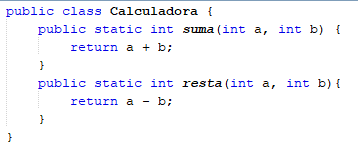 public class Calculadora {
    public static int suma(int a, int b) {
        return a + b;
    }
    public static int resta(int a, int b){
        return a - b;
    }
}